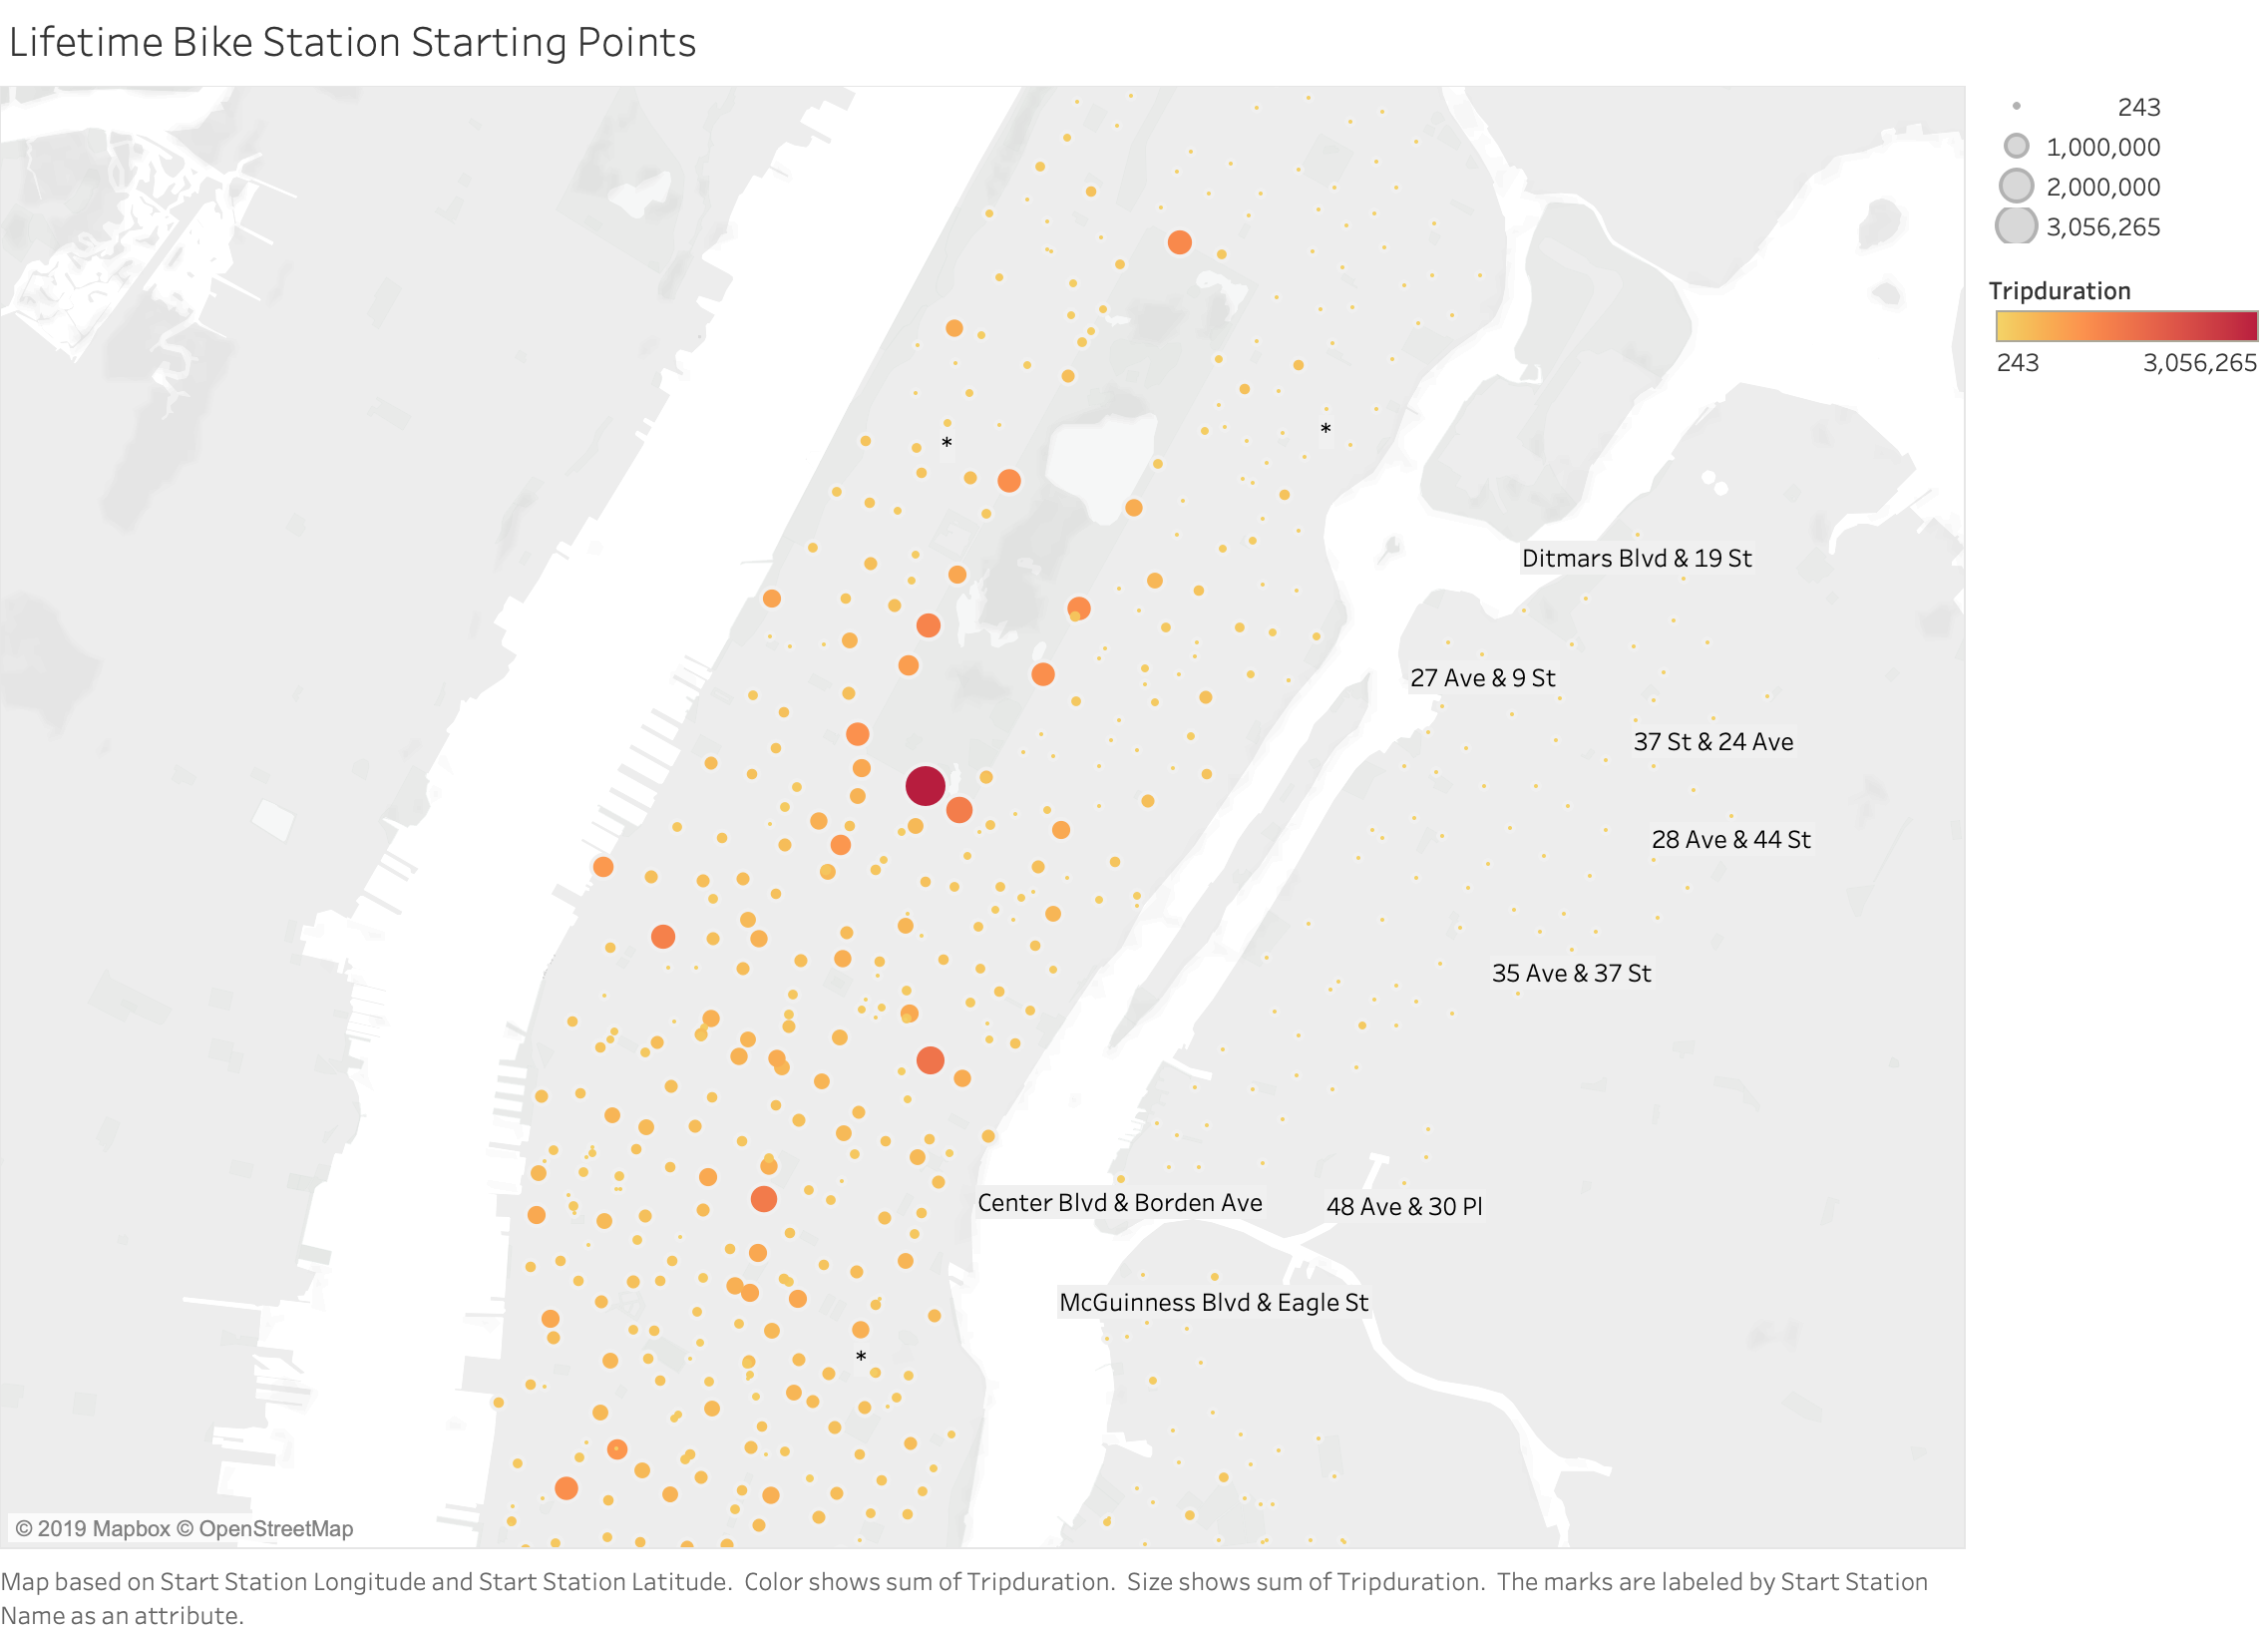 Lifetime Bike Station Starting Points
243
1,000,000
2,000,000
3,056,265
Tripduration
243 3,056,265
*
*
Ditmars Blvd & 19 St
27 Ave & 9 St
37 St & 24 Ave
28 Ave & 44 St
35 Ave & 37 St
Center Blvd & Borden Ave
48 Ave & 30 Pl
McGuinness Blvd & Eagle St
*
© 2019 Mapbox © OpenStreetMap
Map based on Start Station Longitude and Start Station Latitude. Color shows sum of Tripduration. Size shows sum of Tripduration. The marks are labeled by Start Station
Name as an attribute.